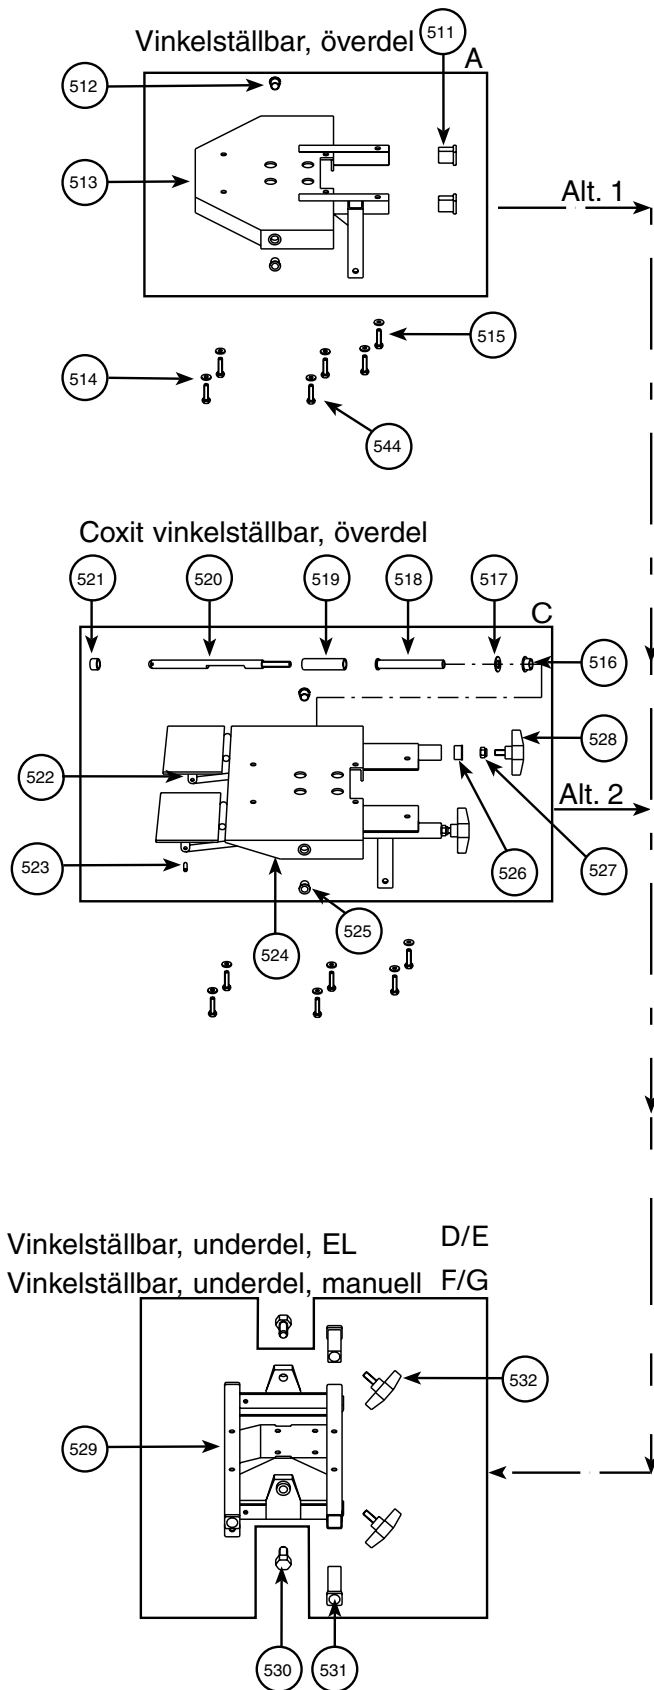 Vinkelställbar, överdel
511
A
512
513
Alt. 1
515
514
544
Coxit vinkelställbar, överdel
521
520
519
518
517
C
516
528
522
Alt. 2
523
526
527
525
524
Vinkelställbar, underdel, EL D/E
Vinkelställbar, underdel, manuell F/G
532
529
530
531